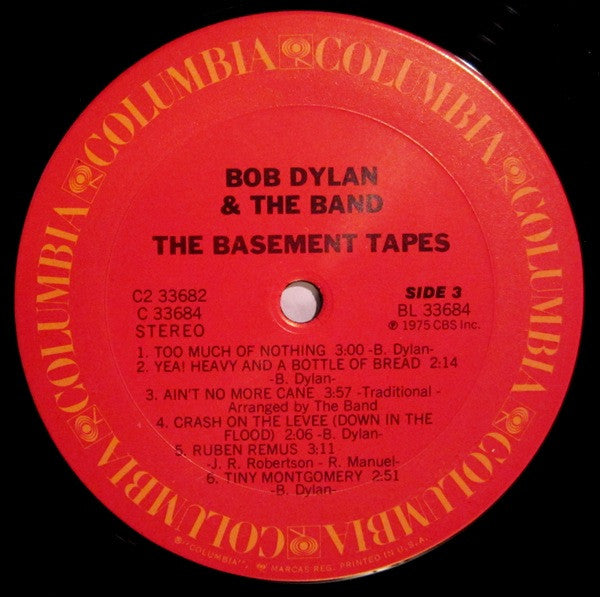 COLUMBIA COLUMBIA COLUMBIA COLUMBIA COLUMBIA COLUMBIA
BOB DYLAN
& THE BAND
THE BASEMENT TAPES
C2 33682
C 33684
STEREO
SIDE 3
BL 33684
℗ 1975 CBS Inc.
1. TOO MUCH OF NOTHING 3:00 -B. Dylan-
2. YEA! HEAVY AND A BOTTLE OF BREAD 2:14
-B. Dylan-
3. AIN'T NO MORE CANE 3:57 -Traditional -
Arranged by The Band
4. CRASH ON THE LEVEE (DOWN IN THE
FLOOD) 2:06 -B. Dylan-
5. RUBEN REMUS 3:11
-J. R. Robertson - R. Manuel-
6. TINY MONTGOMERY 2:51
-B. Dylan-
®-"COLUMBIA", MARCAS REG. PRINTED IN U.S.A.